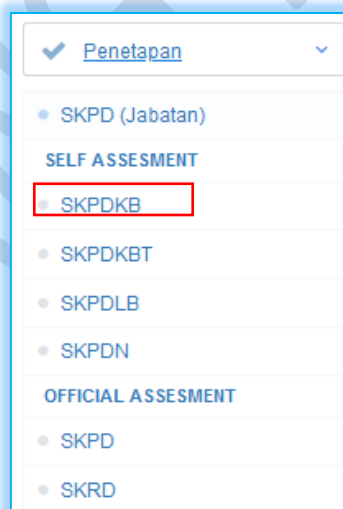 Penetapan
SKPD (Jabatan)
SELF ASSESMENT
SKPDKB
SKPDKBT
SKPDLB
SKPDN
OFFICIAL ASSESMENT
SKPD
SKRD